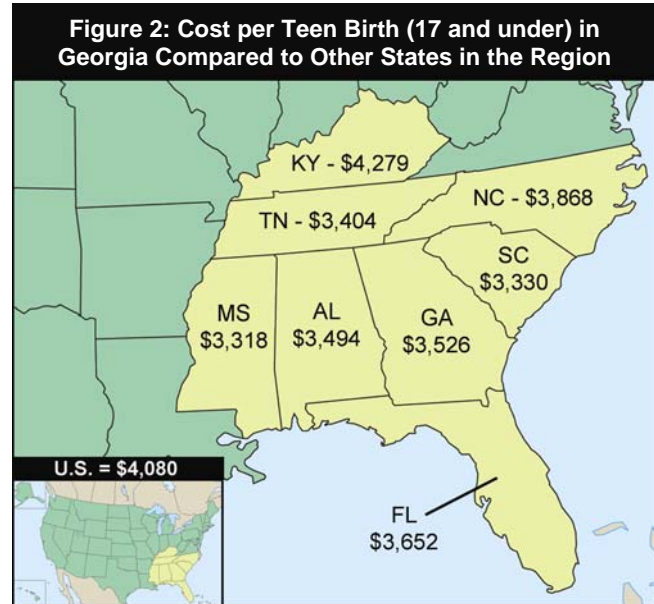 Figure 2: Cost per Teen Birth (17 and under) in
Georgia Compared to Other States in the Region
KY - $4,279
TN - $3,404
NC - $3,868
SC
$3,330
MS
$3,318
AL
$3,494
GA
$3,526
U.S. = $4,080
FL
$3,652